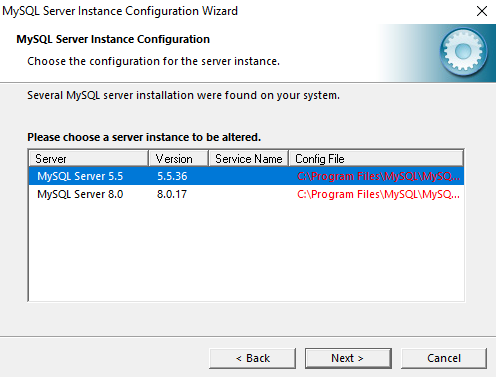 MySQL Server Instance Configuration Wizard
MySQL Server Instance Configuration
Choose the configuration for the server instance.
Several MySQL server installation were found on your system.
Please choose a server instance to be altered.
Server Version Service Name Config File
MySQL Server 5.5 5.5.36 C:\Program Files\MySQL\MySQ...
MySQL Server 8.0 8.0.17 C:\Program Files\MySQL\MySQ...
< Back Next > Cancel